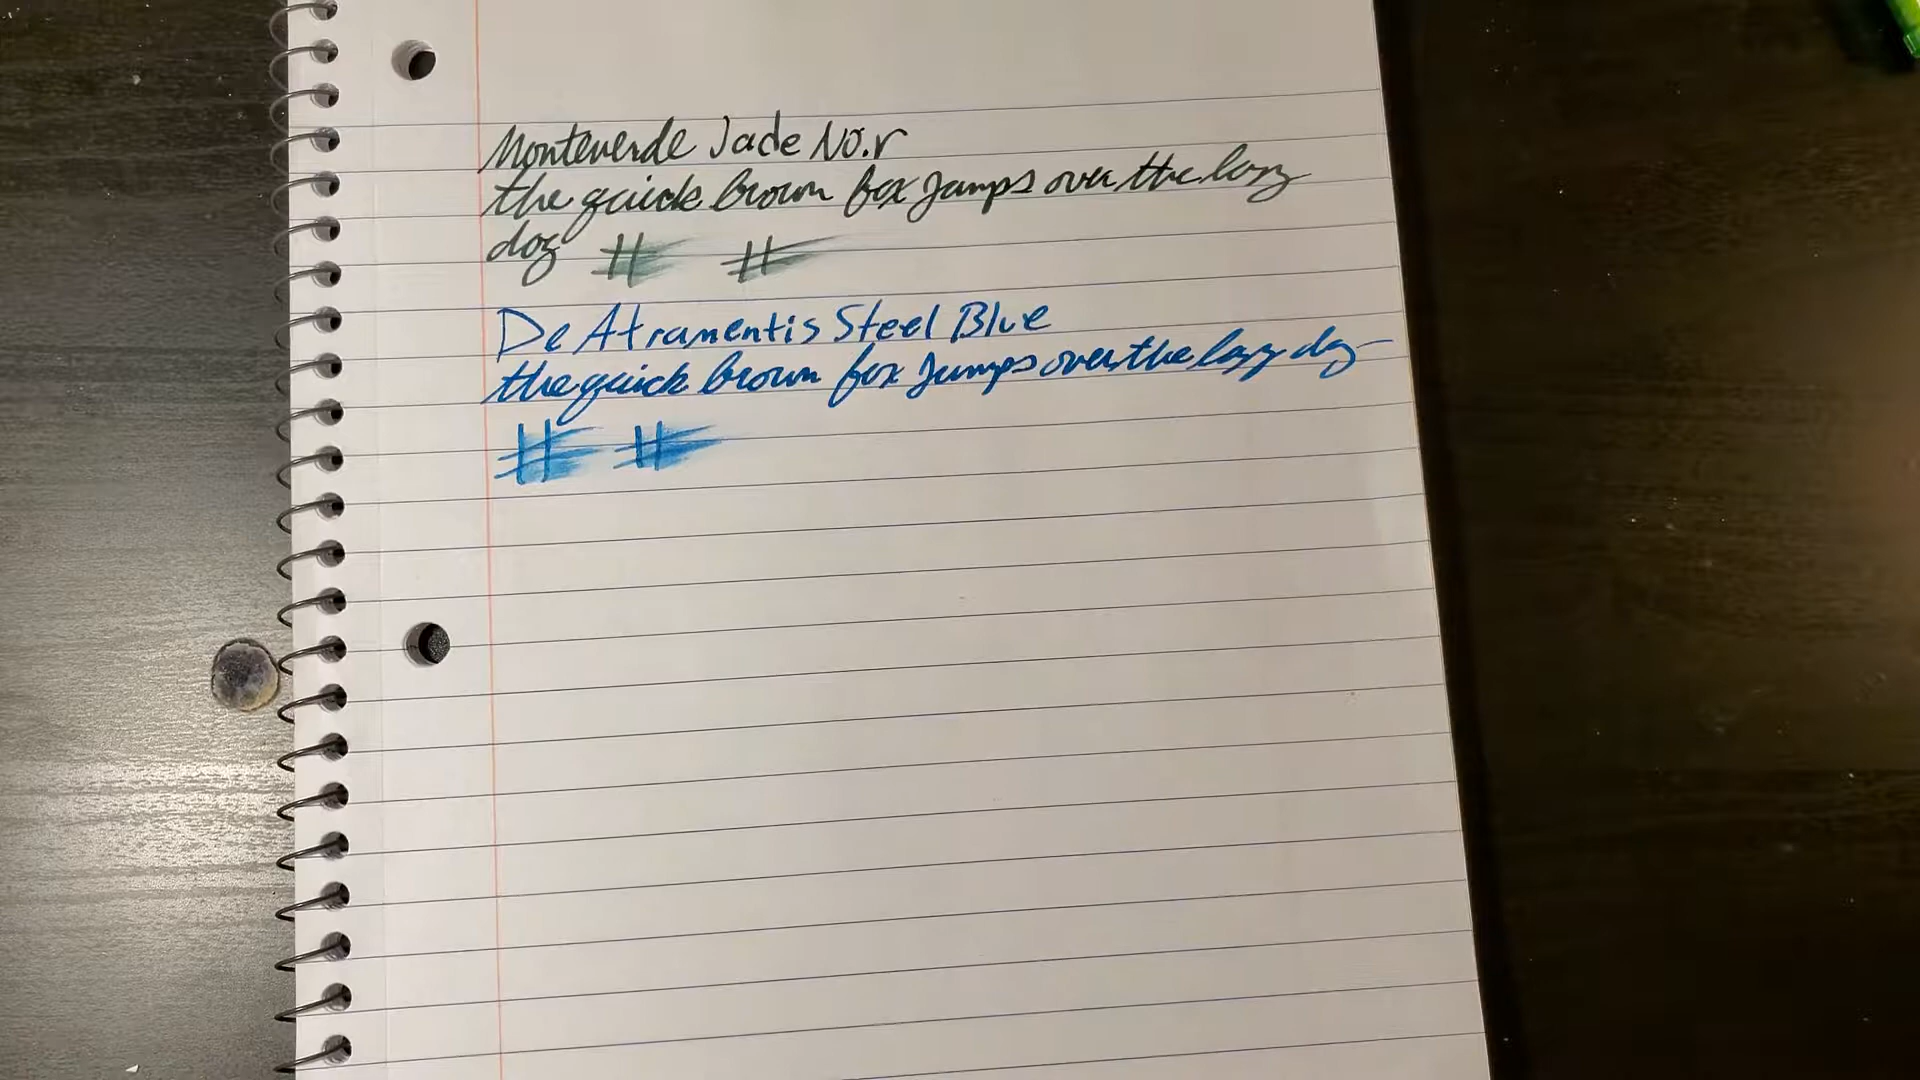 Monteverde Jade No.r
the quick brown fox jumps over the lazy
dog # #
De Atramentis Steel Blue
the quick brown fox jumps over the lazy dog
# #